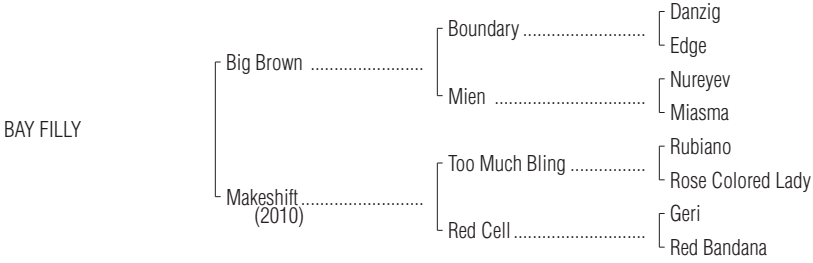 Danzig
Boundary ........................
Edge
Big Brown ......................
Nureyev
Mien .............................
Miasma
BAY FILLY
Rubiano
Too Much Bling ...............
Rose Colored Lady
Makeshift ........................
(2010)
Geri
Red Cell ..........................
Red Bandana